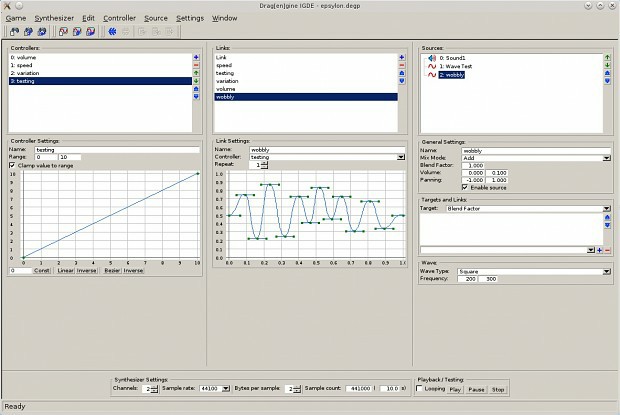 Drag[en]gine IGDE - epsylon.degp
Game Synthesizer Edit Controller Source Settings Window
Controllers:
0: volume
1: speed
2: variation
3: testing
Controller Settings:
Name: testing
Range: 0 10
Clamp value to range
10
9
8
7
6
5
4
3
2
1
0
0 1 2 3 4 5 6 7 8 9 10
0 Const Linear Inverse Bezier Inverse
Links:
Link
speed
testing
variation
volume
wobbly
Link Settings:
Name: wobbly
Controller: testing
Repeat: 1
1.0
0.9
0.8
0.7
0.6
0.5
0.4
0.3
0.2
0.1
0.0
0.0 0.1 0.2 0.3 0.4 0.5 0.6 0.7 0.8 0.9 1.0
Sources:
0: Sound1
1: Wave Test
2: wobbly
General Settings:
Name: wobbly
Mix Mode: Add
Blend Factor: 1.000
Volume: 0.000 0.100
Panning: -1.000 1.000
Enable source
Targets and Links:
Target: Blend Factor
Wave:
Wave Type: Square
Frequency: 200 300
Synthesizer Settings:
Channels: 2 Sample rate: 44100 Bytes per sample: 2 Sample count: 441000 ( 10.0 s)
Playback / Testing:
Looping Play Pause Stop
Ready